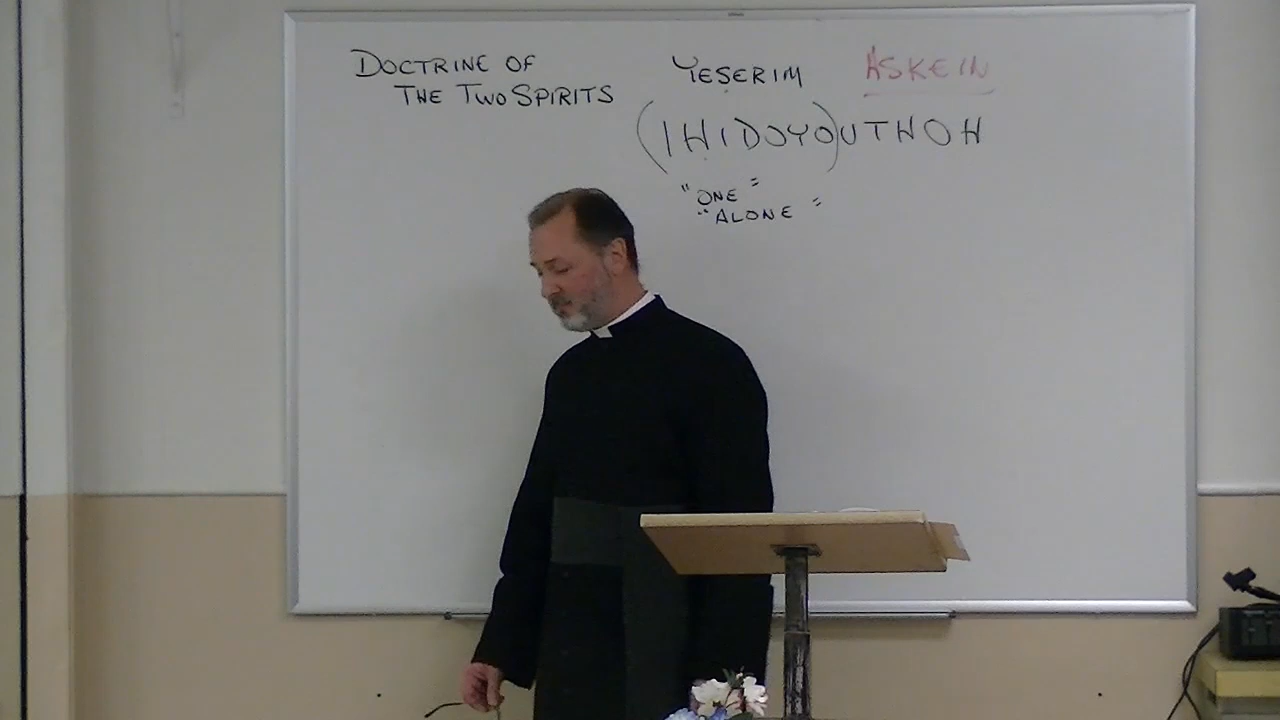 DOCTRINE OF
THE TWO SPIRITS
YESERIM ASKEIN
(IHIDOYO)UTHOH
"ONE"
"ALONE"